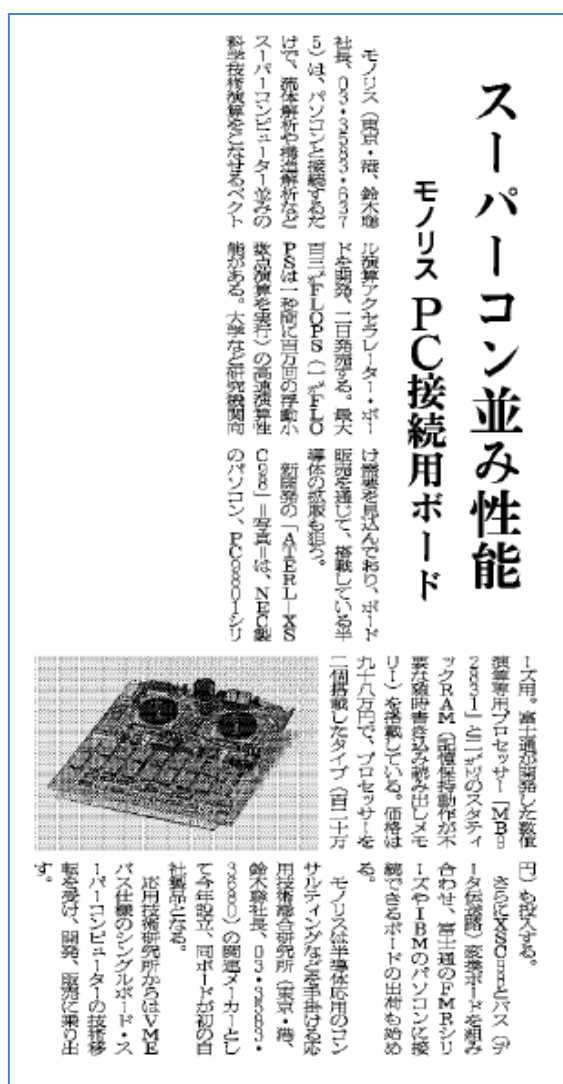 スーパーコン並み性能
モノリス PC接続用ボード
モノリス（東京・港、鈴木聡
社長、03・3583・637
5）は、パソコンと接続するだ
けで、流体解析や構造解析など
スーパーコンピューター並みの
科学技術演算をこなせるベクト
ル演算アクセラレーター・ボー
ドを開発、二日発売する。最大
百三㍋FLOPS（一㍋FLO
PSは一秒間に百万回の浮動小
数点演算を実行）の高速演算性
能がある。大学など研究機関向
け需要を見込んでおり、ボード
販売を通じて、搭載している半
導体の拡販も狙う。
新開発の「ATERL—XS
C98」＝写真＝は、NEC製
のパソコン、PC9801シリ
ーズ用。富士通が開発した数値
演算専用プロセッサー「MB9
2831」と二のスタティ
ックRAM（記憶保持動作が不
要な随時書き込み読み出しメモ
リー）を搭載している。価格は
九十八万円で、プロセッサーを
二個搭載したタイプ（百二十万
円）も投入する。
さらにXSC98とバス（デ
ータ伝送路）変換ボードを組み
合わせ、富士通のFMRシリ
ーズやIBMのパソコンに接
続できるボードの出荷も始め
る。
モノリスは半導体応用のコン
サルティングなどを手掛ける応
用技術総合研究所（東京・港、
鈴木聡社長、03・3583・
）の関連メーカーとし
て今年設立、同ボードが初の自
社製品となる。
応用技術研究所からはVME
バス仕様のシングルボード・ス
ーパーコンピューターの技術移
転を受け、開発、販売に乗り出
す。